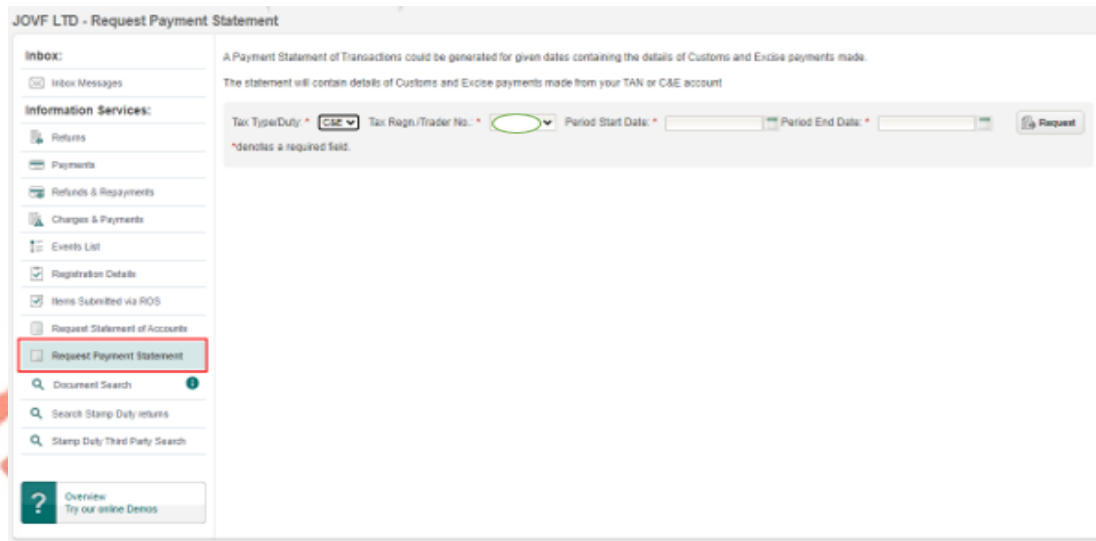 JOVF LTD - Request Payment Statement
Inbox:
Inbox Messages
Information Services:
Returns
Payments
Refunds & Repayments
Charges & Payments
Events List
Registration Details
Items Submitted via ROS
Request Statement of Accounts
Request Payment Statement
Document Search
Search Stamp Duty returns
Stamp Duty Third Party Search
? Overview
Try our online Demos
A Payment Statement of Transactions could be generated for given dates containing the details of Customs and Excise payments made.
The statement will contain details of Customs and Excise payments made from your TAN or C&E account
Tax Type/Duty: * C&E Tax Regn./Trader No.: * Period Start Date: * Period End Date: * Request
*denotes a required field.